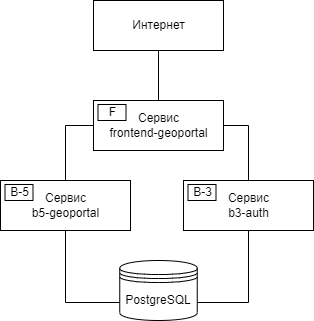 Интернет
F
Сервис
frontend-geoportal
B-5
Сервис
b5-geoportal
B-3
Сервис
b3-auth
PostgreSQL